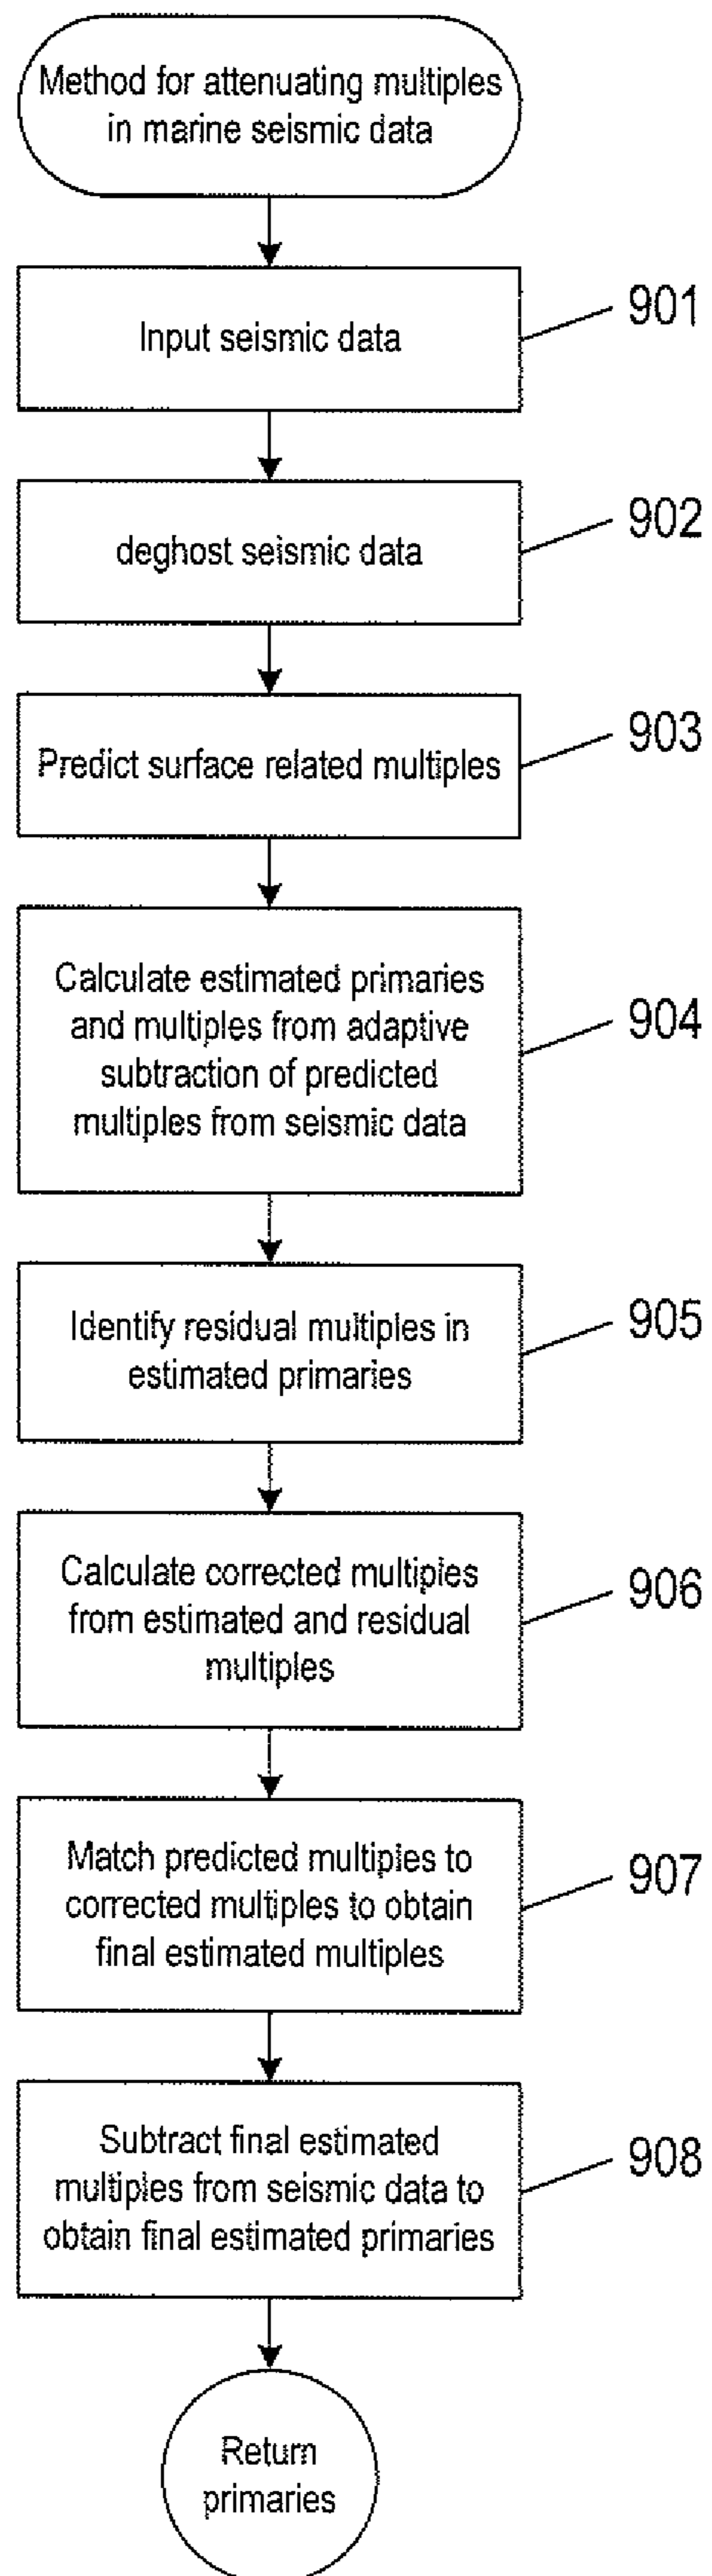 Method for attenuating multiples
in marine seismic data
Input seismic data
901
deghost seismic data
902
Predict surface related multiples
903
Calculate estimated primaries
and multiples from adaptive
subtraction of predicted
multiples from seismic data
904
Identify residual multiples in
estimated primaries
905
Calculate corrected multiples
from estimated and residual
multiples
906
Match predicted multiples to
corrected multiples to obtain
final estimated multiples
907
Subtract final estimated
multiples from seismic data to
obtain final estimated primaries
908
Return
primaries